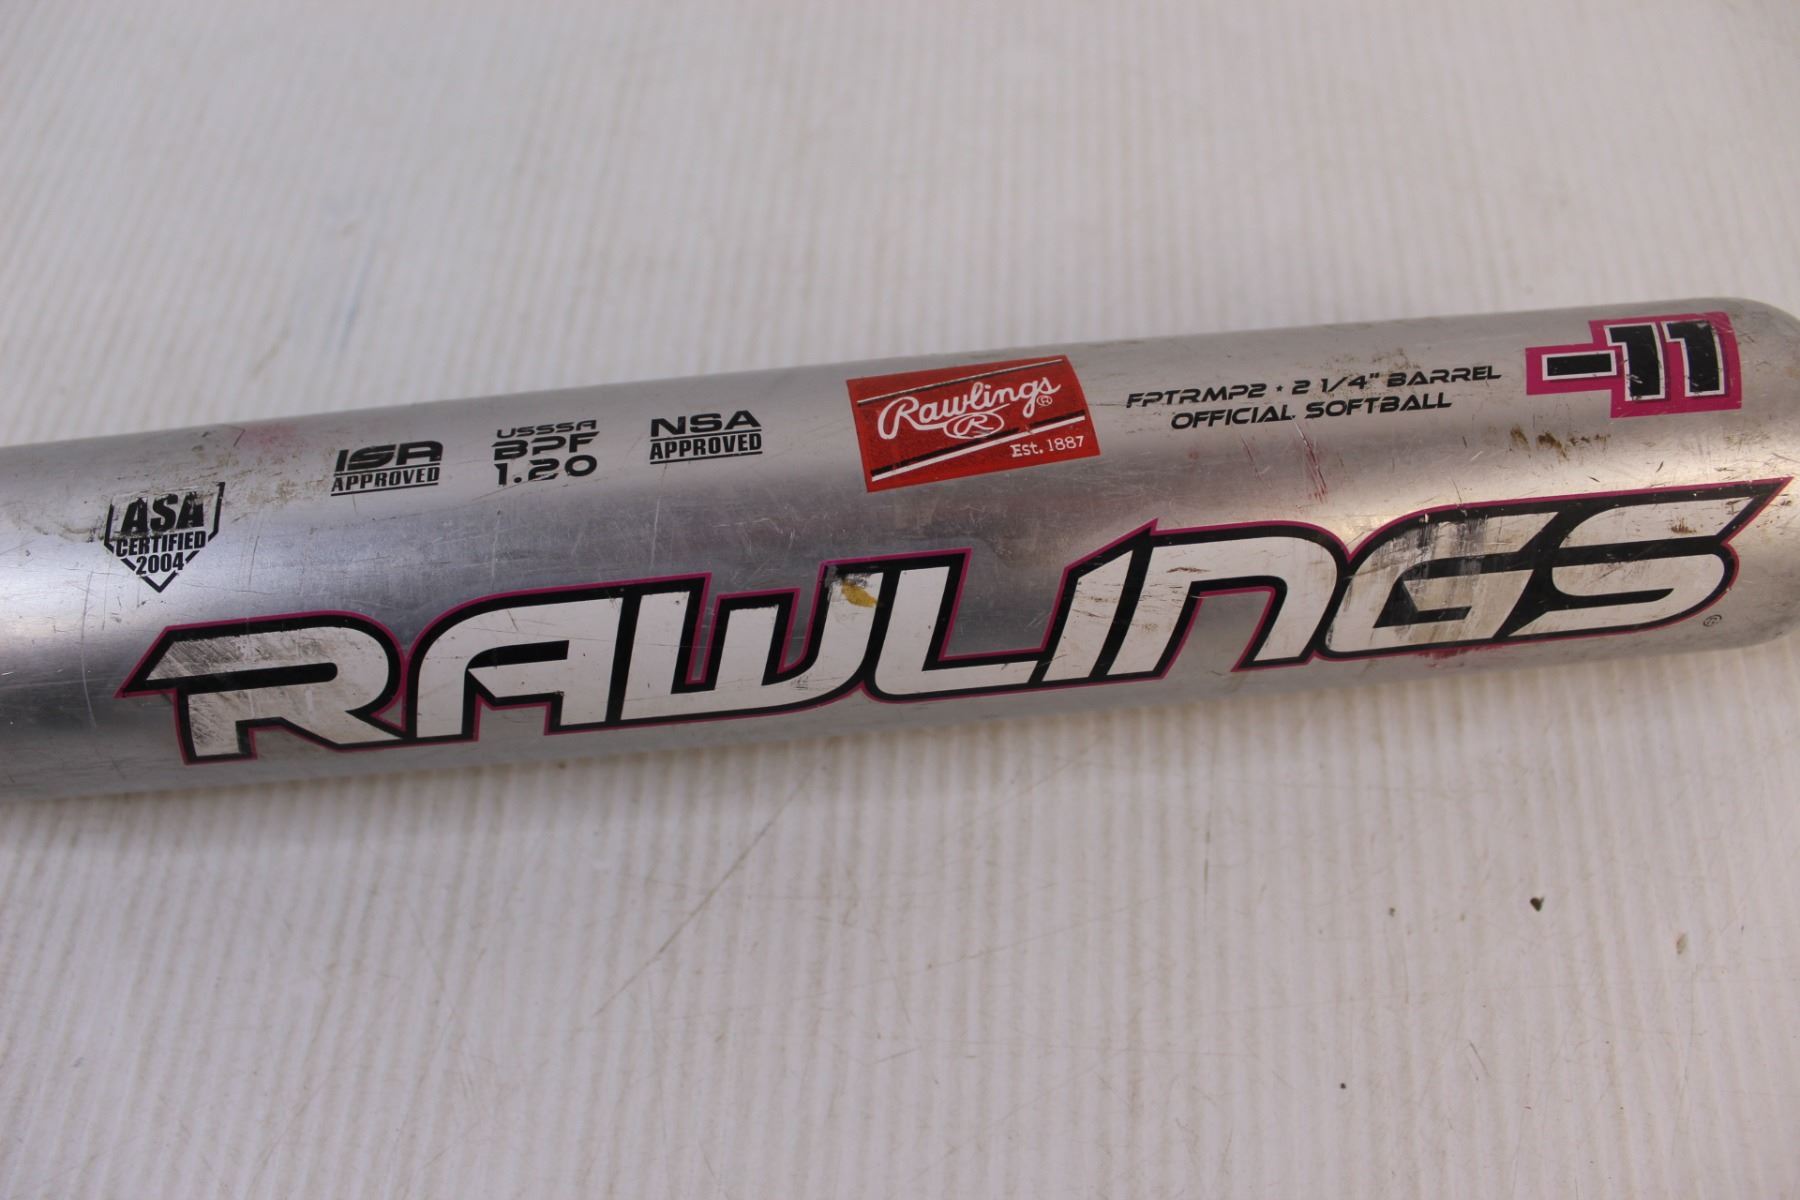 ASA
CERTIFIED
2004
ISA
APPROVED
USSSA
BPF
1.20
NSA
APPROVED
Rawlings®
R
Est. 1887
FPTRMP2 * 2 1/4" BARREL
OFFICIAL SOFTBALL
-11
RAWLINGS®